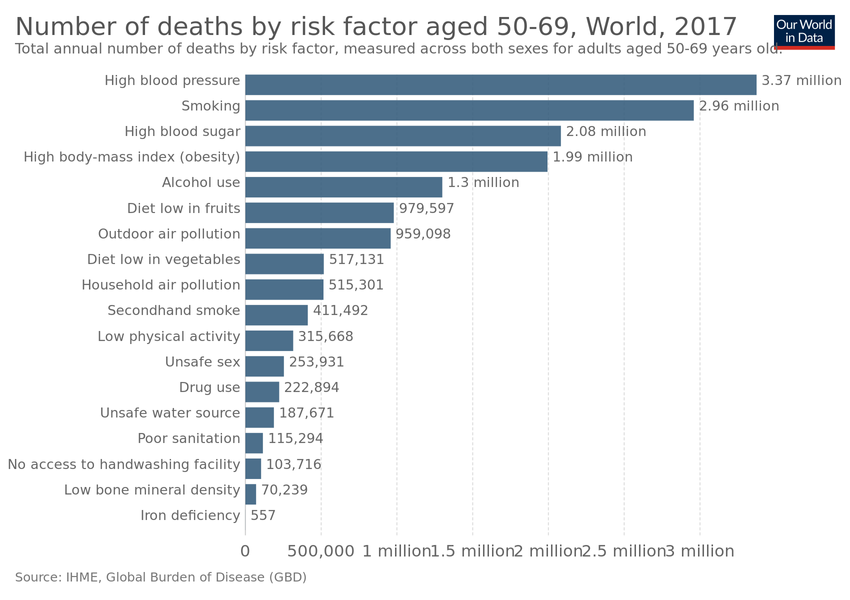 Number of deaths by risk factor aged 50-69, World, 2017
Our World
in Data
Total annual number of deaths by risk factor, measured across both sexes for adults aged 50-69 years old.
High blood pressure 3.37 million
Smoking 2.96 million
High blood sugar 2.08 million
High body-mass index (obesity) 1.99 million
Alcohol use 1.3 million
Diet low in fruits 979,597
Outdoor air pollution 959,098
Diet low in vegetables 517,131
Household air pollution 515,301
Secondhand smoke 411,492
Low physical activity 315,668
Unsafe sex 253,931
Drug use 222,894
Unsafe water source 187,671
Poor sanitation 115,294
No access to handwashing facility 103,716
Low bone mineral density 70,239
Iron deficiency 557
0 500,000 1 million 1.5 million 2 million 2.5 million 3 million
Source: IHME, Global Burden of Disease (GBD)